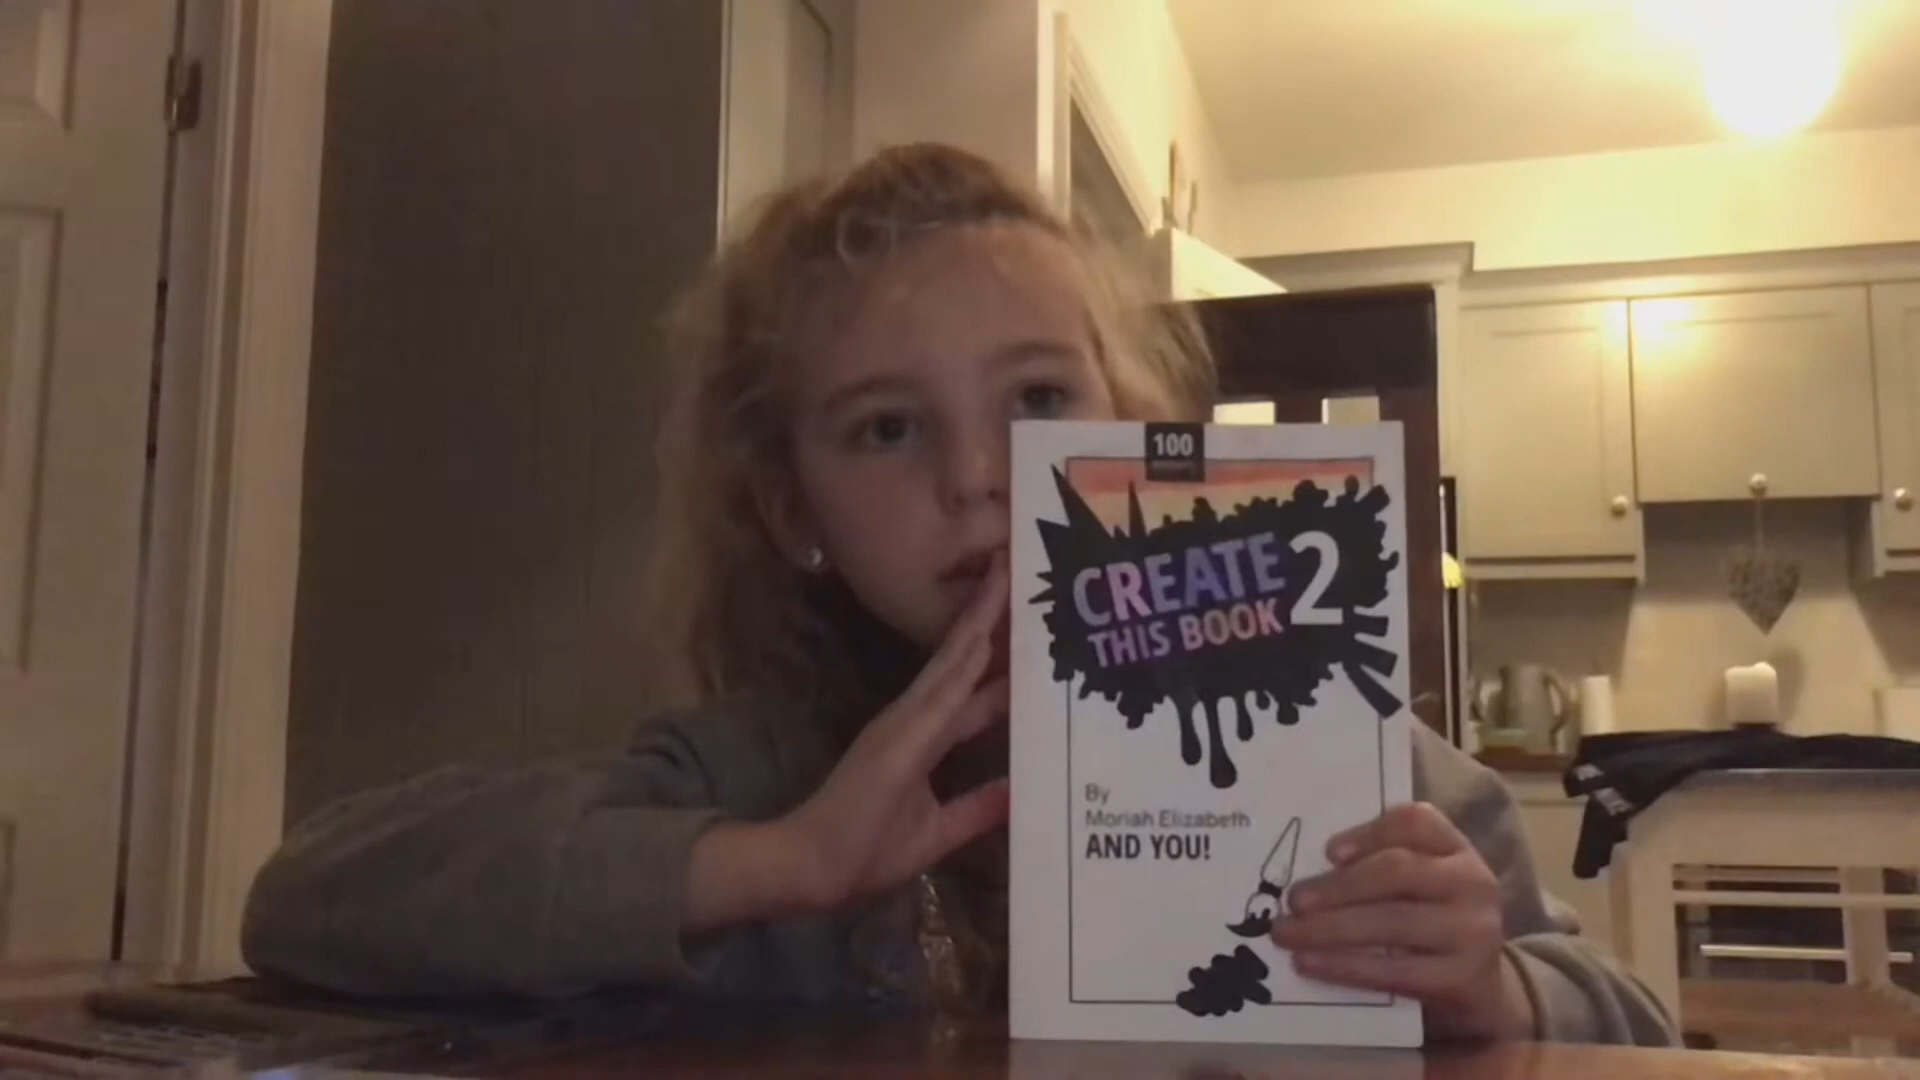 100
CREATE 2
THIS BOOK
By
Moriah Elizabeth
AND YOU!